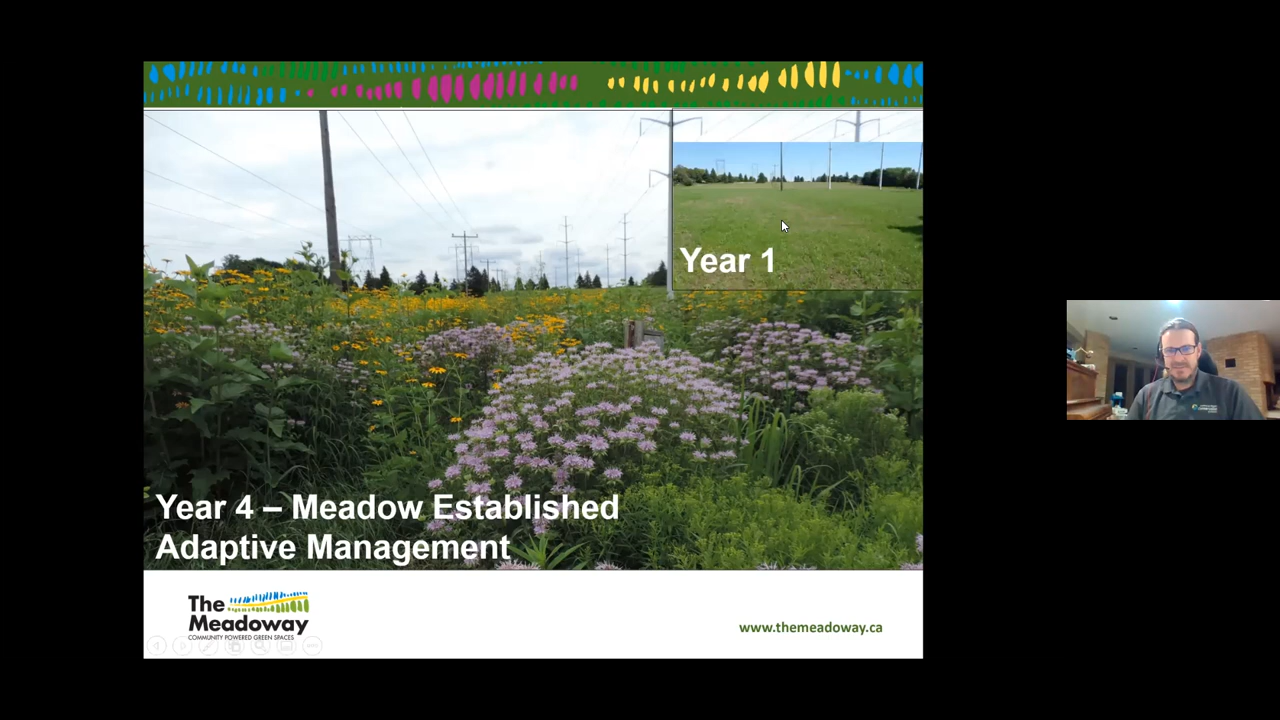 Year 1
Year 4 – Meadow Established
Adaptive Management
The
Meadoway
COMMUNITY POWERED GREEN SPACES
www.themeadoway.ca